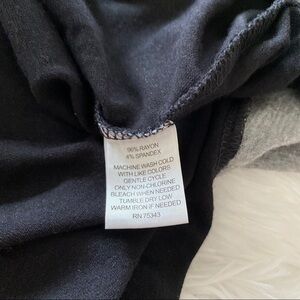 96% RAYON
4% SPANDEX
MACHINE WASH COLD
WITH LIKE COLORS
GENTLE CYCLE
ONLY NON-CHLORINE
BLEACH WHEN NEEDED
TUMBLE DRY LOW
WARM IRON IF NEEDED
RN 75343